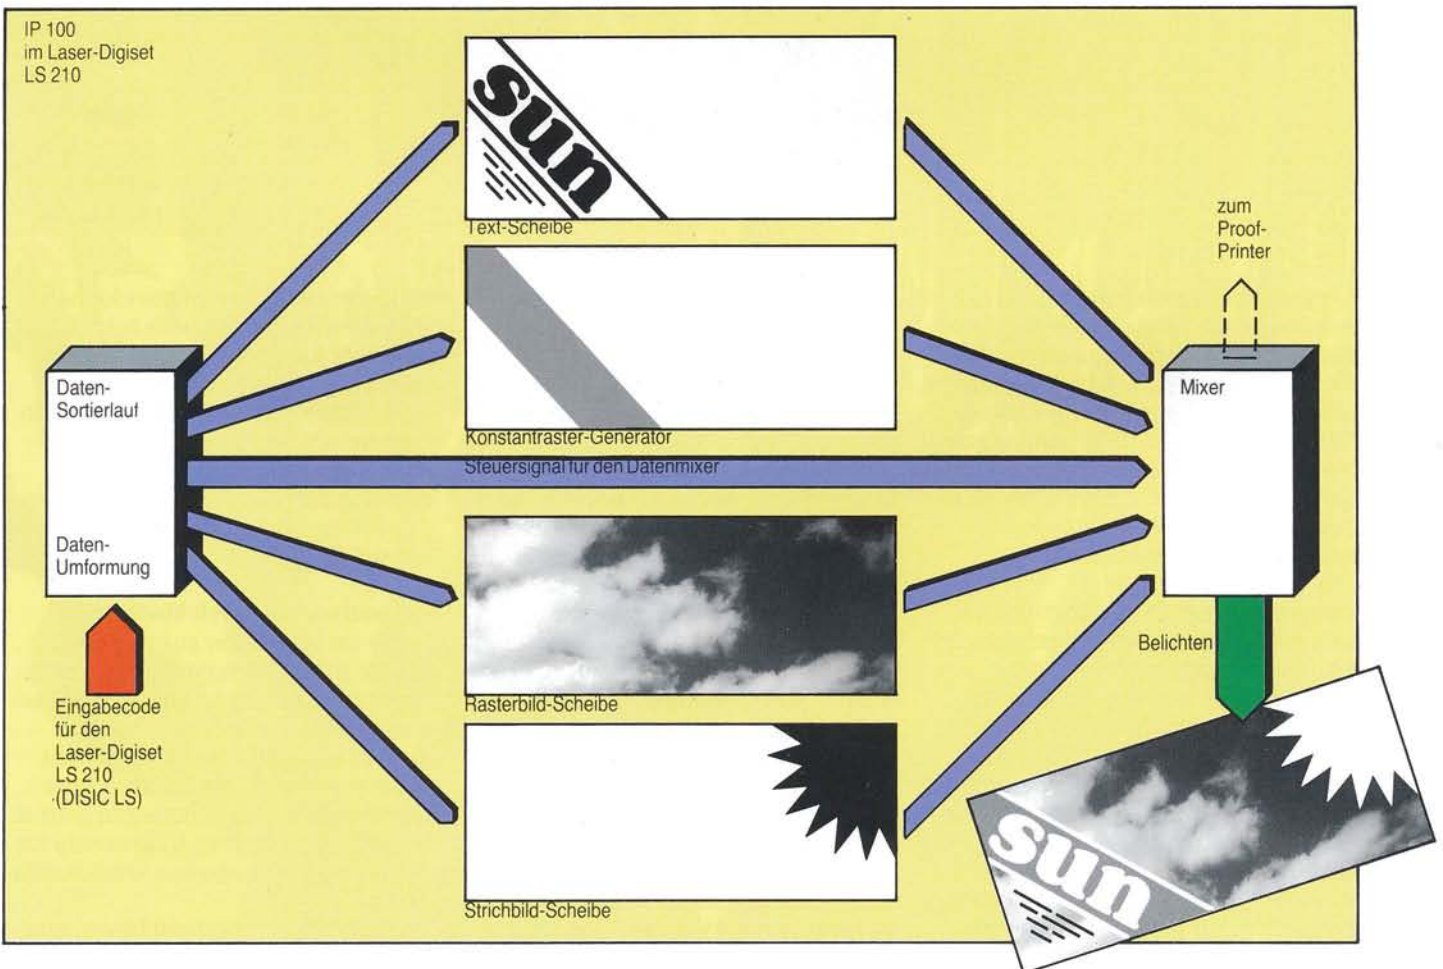 IP 100
im Laser-Digiset
LS 210
sun
Text-Scheibe
zum
Proof-
Printer
Daten-
Sortierlauf
Konstantraster-Generator
Mixer
Steuersignal für den Datenmixer
Daten-
Umformung
Belichten
Rasterbild-Scheibe
Eingabecode
für den
Laser-Digiset
LS 210
(DISIC LS)
sun
Strichbild-Scheibe